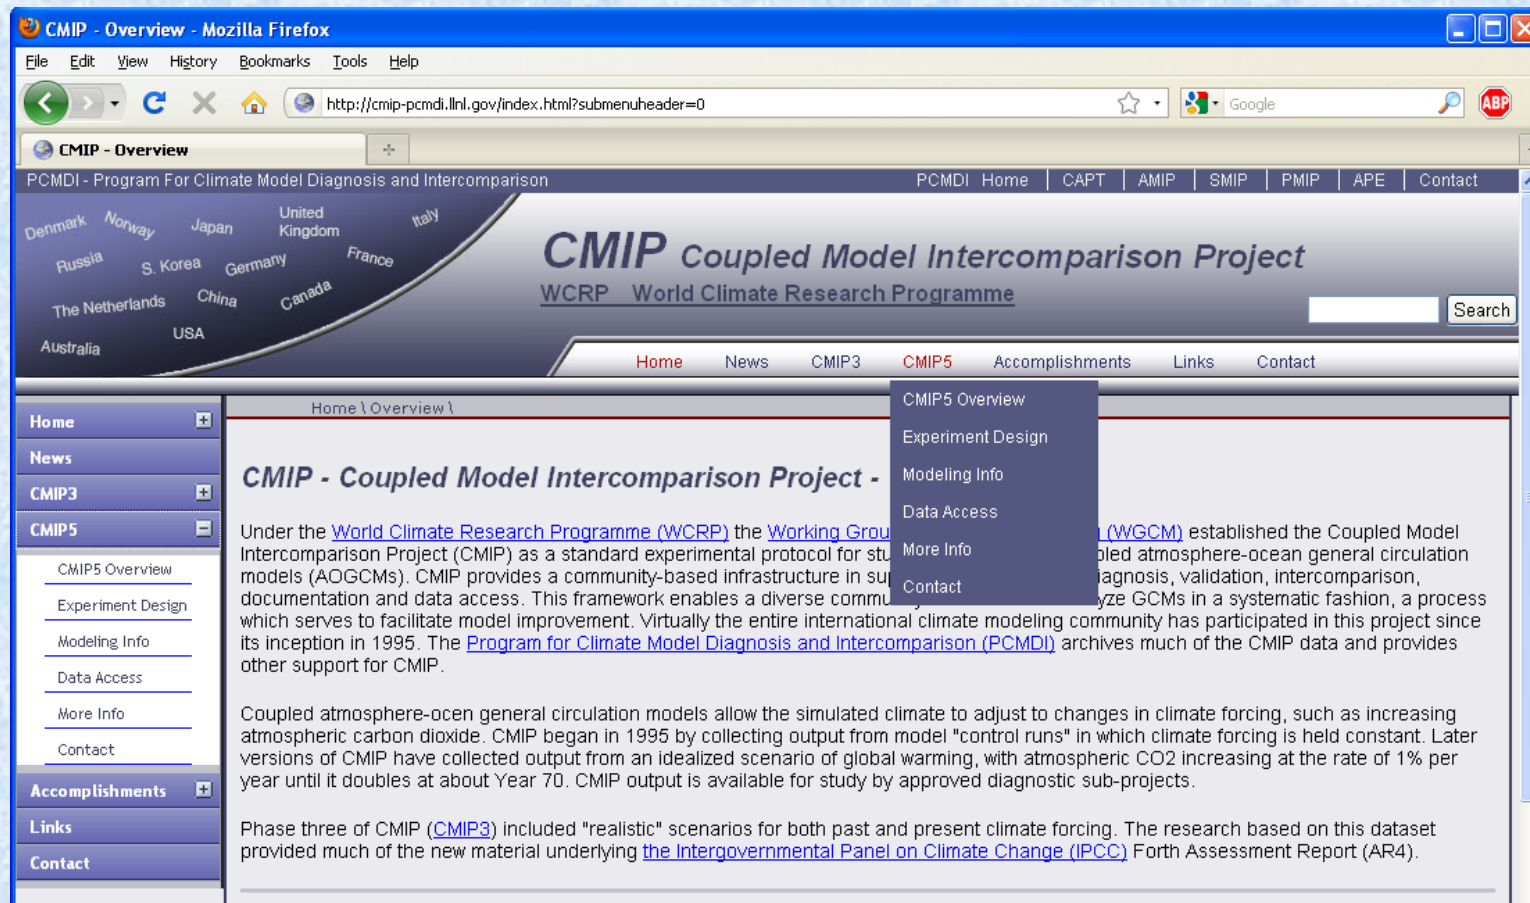 CMIP - Overview - Mozilla Firefox
File Edit View History Bookmarks Tools Help
http://cmip-pcmdi.llnl.gov/index.html?submenuheader=0
Google
ABP
CMIP - Overview
PCMDI - Program For Climate Model Diagnosis and Intercomparison
PCMDI Home | CAPT | AMIP | SMIP | PMIP | APE | Contact
Denmark Norway Japan United Kingdom Italy
Russia S. Korea Germany France
The Netherlands China Canada
USA
Australia
CMIP Coupled Model Intercomparison Project
WCRP World Climate Research Programme
Search
Home News CMIP3 CMIP5 Accomplishments Links Contact
CMIP5 Overview
Experiment Design
Modeling Info
Data Access
More Info
Contact
Home
News
CMIP3
CMIP5
CMIP5 Overview
Experiment Design
Modeling Info
Data Access
More Info
Contact
Accomplishments
Links
Contact
Home \ Overview \
CMIP - Coupled Model Intercomparison Project -
Under the World Climate Research Programme (WCRP) the Working Grou (WGCM) established the Coupled Model
Intercomparison Project (CMIP) as a standard experimental protocol for stu pled atmosphere-ocean general circulation
models (AOGCMs). CMIP provides a community-based infrastructure in su iagnosis, validation, intercomparison,
documentation and data access. This framework enables a diverse commu yze GCMs in a systematic fashion, a process
which serves to facilitate model improvement. Virtually the entire international climate modeling community has participated in this project since
its inception in 1995. The Program for Climate Model Diagnosis and Intercomparison (PCMDI) archives much of the CMIP data and provides
other support for CMIP.
Coupled atmosphere-ocen general circulation models allow the simulated climate to adjust to changes in climate forcing, such as increasing
atmospheric carbon dioxide. CMIP began in 1995 by collecting output from model "control runs" in which climate forcing is held constant. Later
versions of CMIP have collected output from an idealized scenario of global warming, with atmospheric CO2 increasing at the rate of 1% per
year until it doubles at about Year 70. CMIP output is available for study by approved diagnostic sub-projects.
Phase three of CMIP (CMIP3) included "realistic" scenarios for both past and present climate forcing. The research based on this dataset
provided much of the new material underlying the Intergovernmental Panel on Climate Change (IPCC) Forth Assessment Report (AR4).